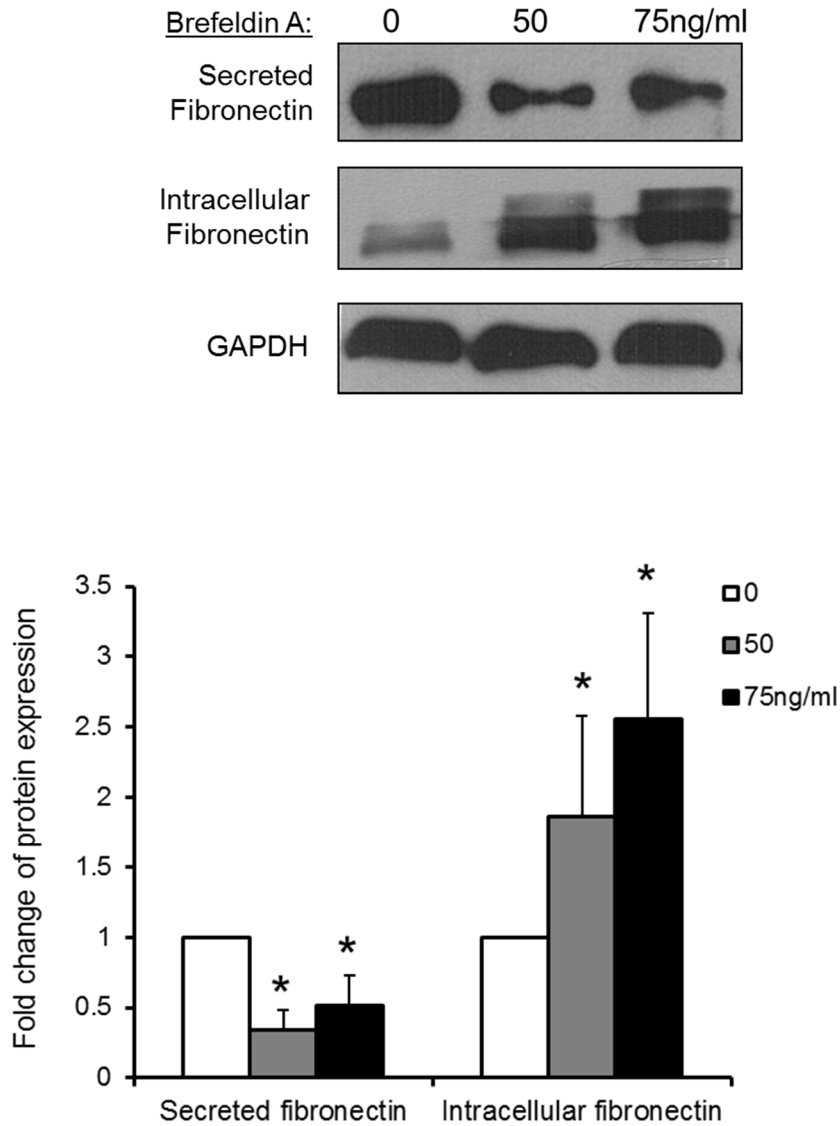 Brefeldin A: 0 50 75ng/ml
Secreted
Fibronectin
Intracellular
Fibronectin
GAPDH
Fold change of protein expression
3.5
3
2.5
2
1.5
1
0.5
0
* * * *
0
50
75ng/ml
Secreted fibronectin Intracellular fibronectin